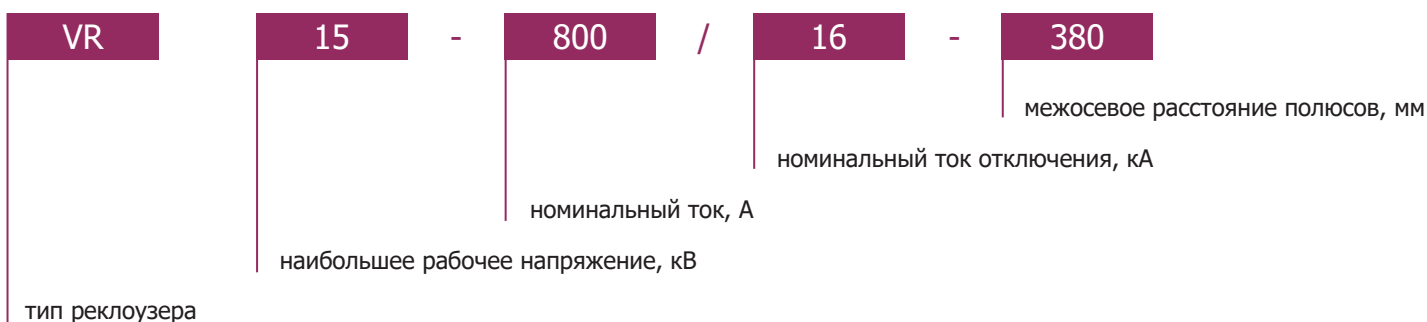 VR 15 - 800 / 16 - 380
межосевое расстояние полюсов, мм
номинальный ток отключения, кА
номинальный ток, А
наибольшее рабочее напряжение, кВ
тип реклоузера